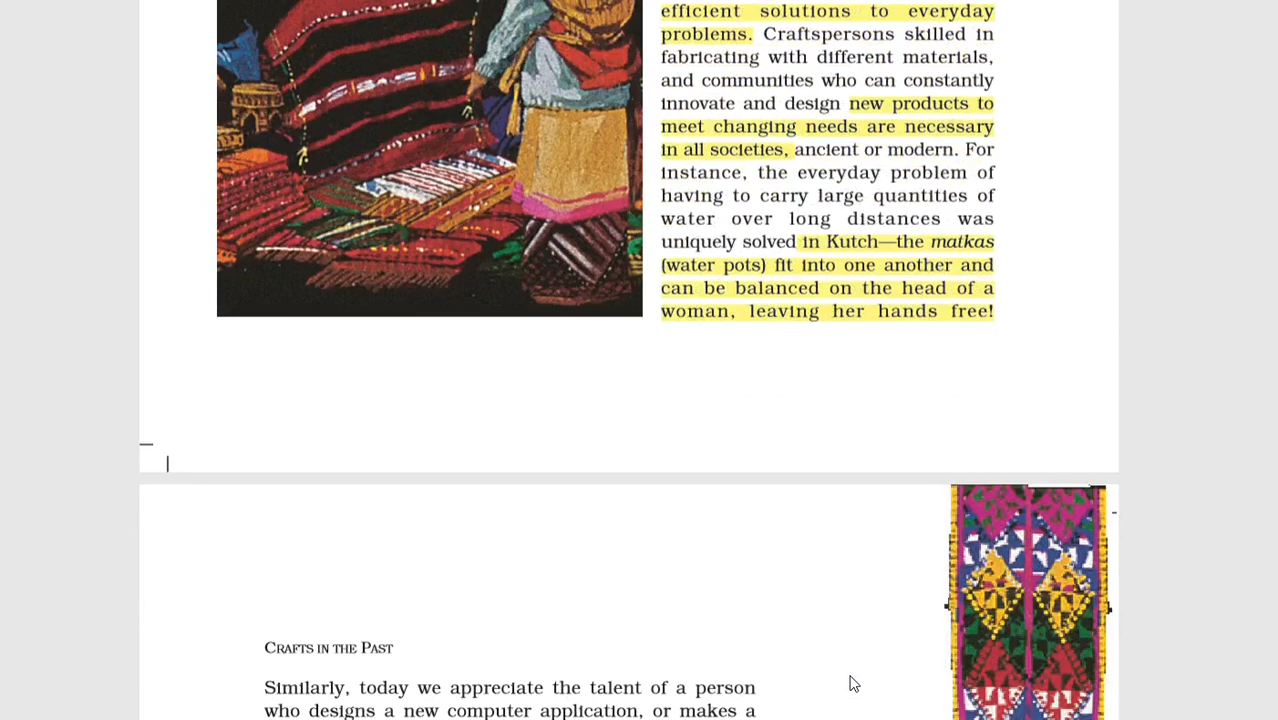 efficient solutions to everyday
problems. Craftspersons skilled in
fabricating with different materials,
and communities who can constantly
innovate and design new products to
meet changing needs are necessary
in all societies, ancient or modern. For
instance, the everyday problem of
having to carry large quantities of
water over long distances was
uniquely solved in Kutch—the matkas
(water pots) fit into one another and
can be balanced on the head of a
woman, leaving her hands free!
CRAFTS IN THE PAST
Similarly, today we appreciate the talent of a person
who designs a new computer application, or makes a